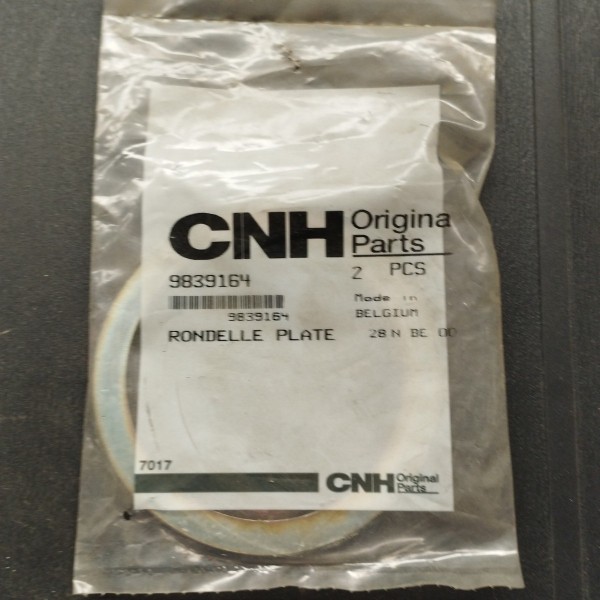 CNH Origina
Parts
9839164 2 PCS
Made in
9839164 BELGIUM
RONDELLE PLATE 28 N BE 00
7017
CNH Original
Parts